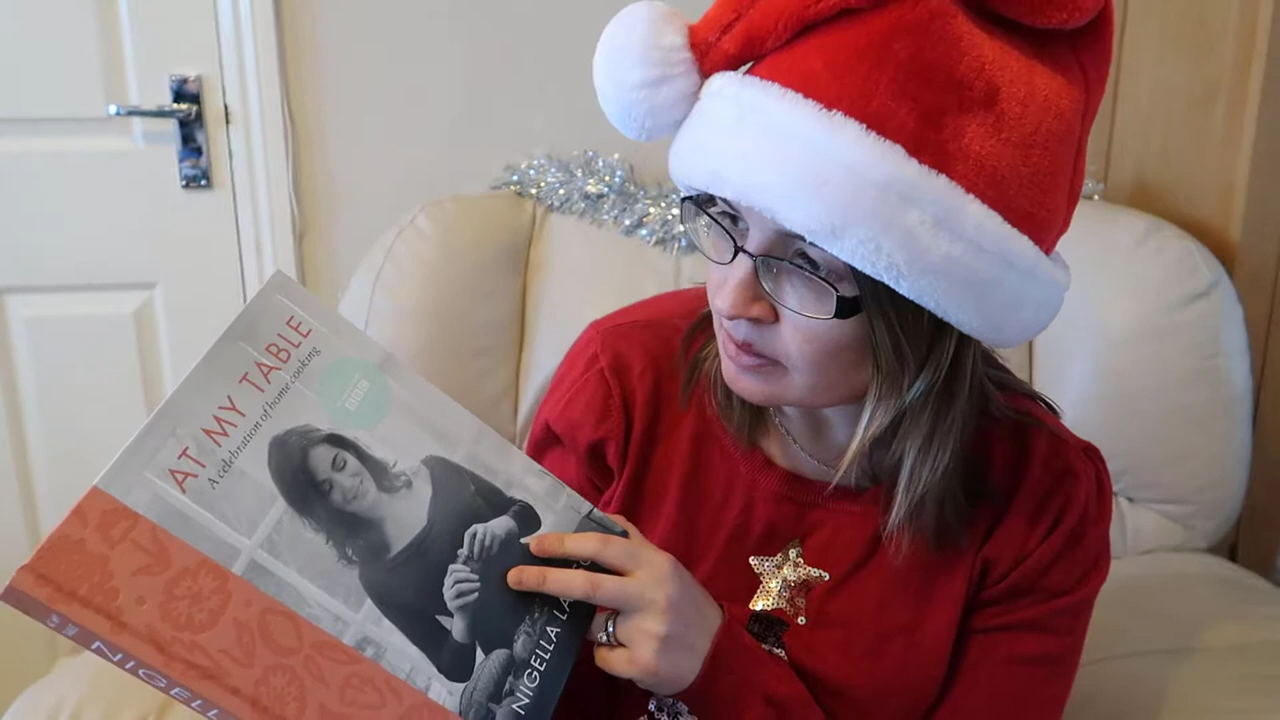 AT MY TABLE
A celebration of home cooking
BBC
NIGELLA LA
NIGELL